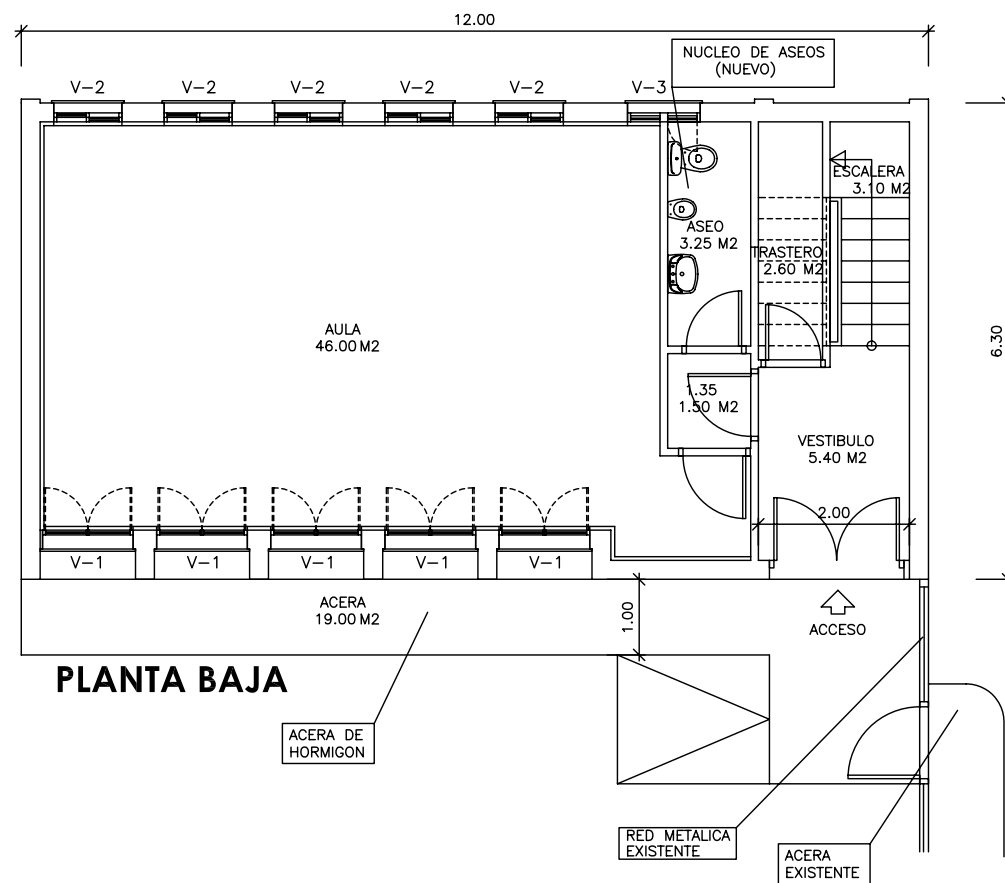 12.00
NUCLEO DE ASEOS
(NUEVO)
V-2
V-2
V-2
V-2
V-2
V-3
ESCALERA
3.10 M2
ASEO
3.25 M2
TRASTERO
2.60 M2
AULA
46.00 M2
6.30
1.35
1.50 M2
VESTIBULO
5.40 M2
2.00
V-1
V-1
V-1
V-1
V-1
ACERA
19.00 M2
1.00
ACCESO
PLANTA BAJA
ACERA DE
HORMIGON
RED METALICA
EXISTENTE
ACERA
EXISTENTE